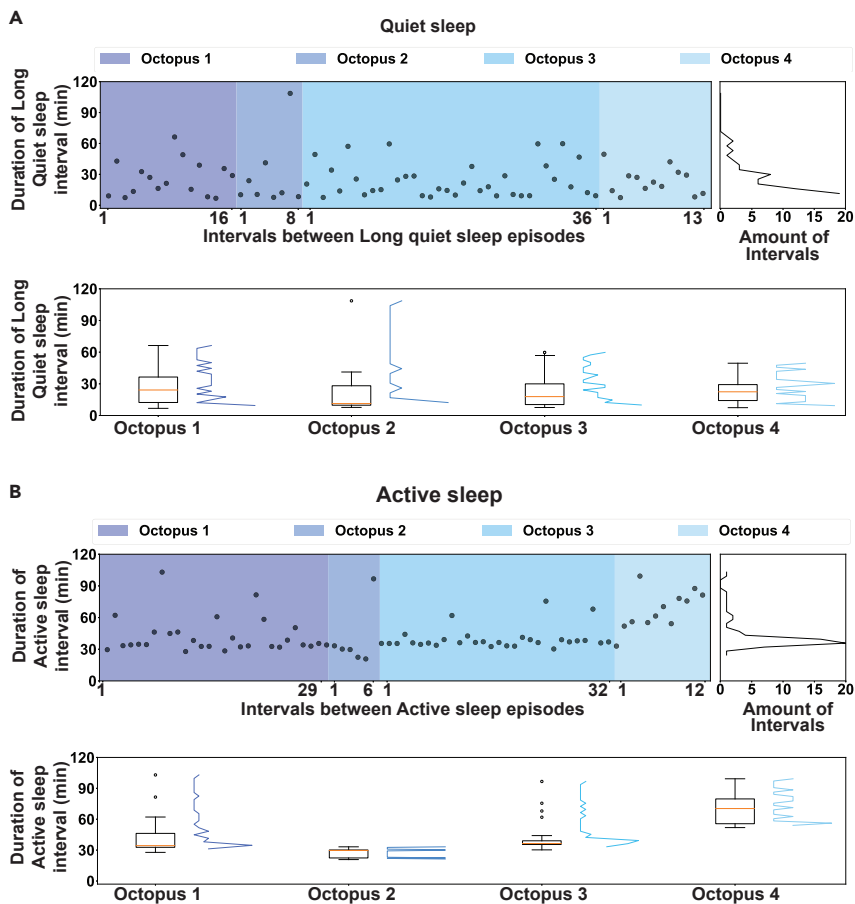 A
Quiet sleep
Octopus 1 Octopus 2 Octopus 3 Octopus 4
Duration of Long
Quiet sleep
interval (min)
120
90
60
30
0
1 16 1 8 1 36 1 13
Intervals between Long quiet sleep episodes
0 5 10 15 20
Amount of
Intervals
Duration of Long
Quiet sleep
interval (min)
120
90
60
30
0
Octopus 1 Octopus 2 Octopus 3 Octopus 4
B
Active sleep
Octopus 1 Octopus 2 Octopus 3 Octopus 4
Duration of
Active sleep
interval (min)
120
90
60
30
0
1 29 1 6 1 32 1 12
Intervals between Active sleep episodes
0 5 10 15 20
Amount of
Intervals
Duration of
Active sleep
interval (min)
120
90
60
30
0
Octopus 1 Octopus 2 Octopus 3 Octopus 4